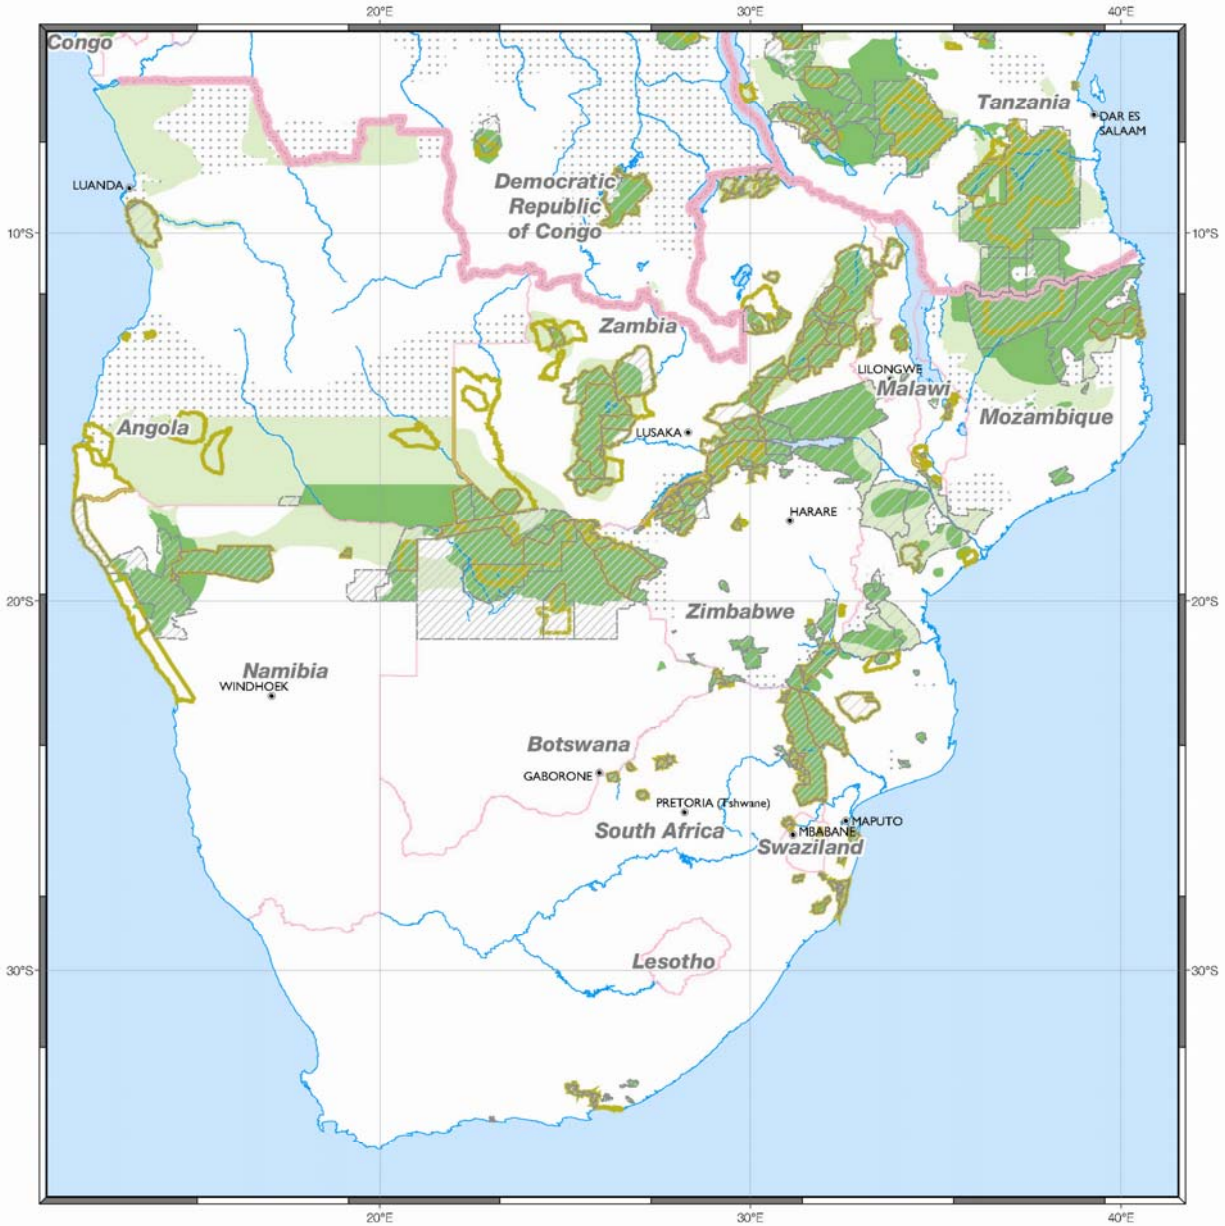 20°E
30°E
40°E
Congo
Tanzania
DAR ES
SALAAM
LUANDA
Democratic
Republic
of Congo
10°S
10°S
Zambia
LILONGWE
Malawi
Angola
LUSAKA
Mozambique
HARARE
20°S
20°S
Zimbabwe
Namibia
WINDHOEK
Botswana
GABORONE
PRETORIA (Tshwane)
South Africa
MAPUTO
MBABANE
Swaziland
Lesotho
30°S
30°S
20°E
30°E
40°E